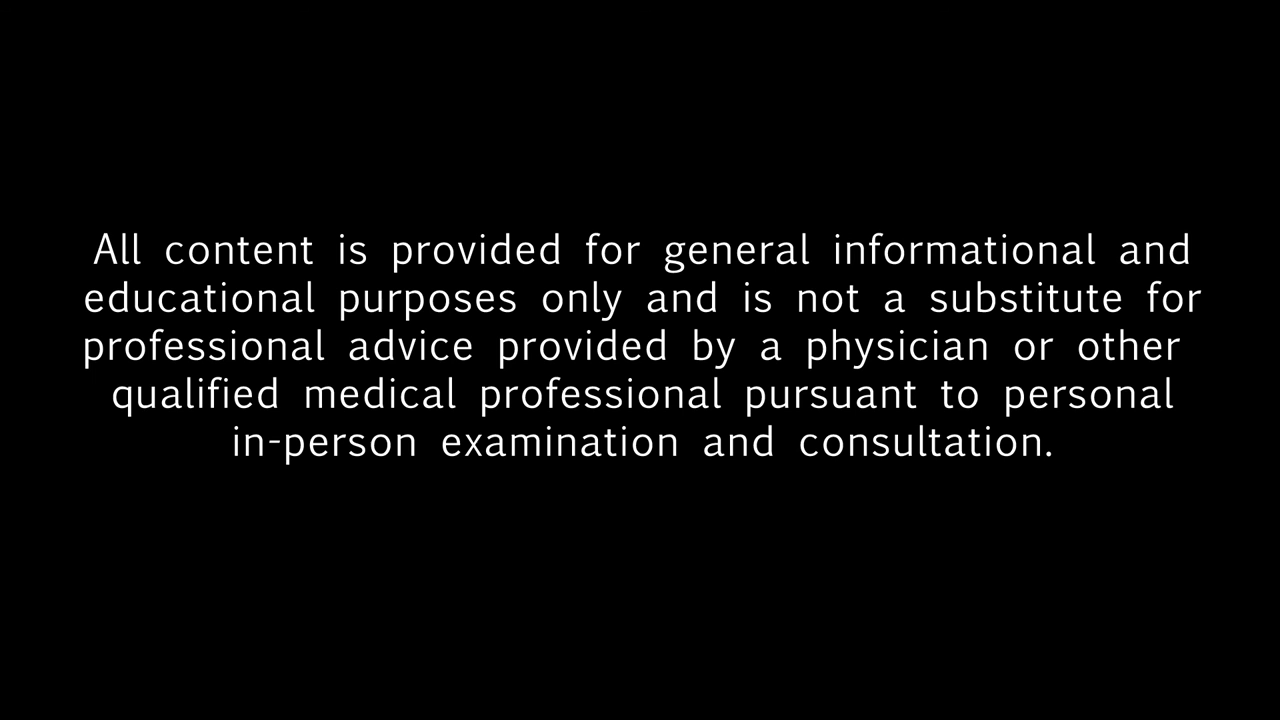 All content is provided for general informational and
educational purposes only and is not a substitute for
professional advice provided by a physician or other
qualified medical professional pursuant to personal
in-person examination and consultation.